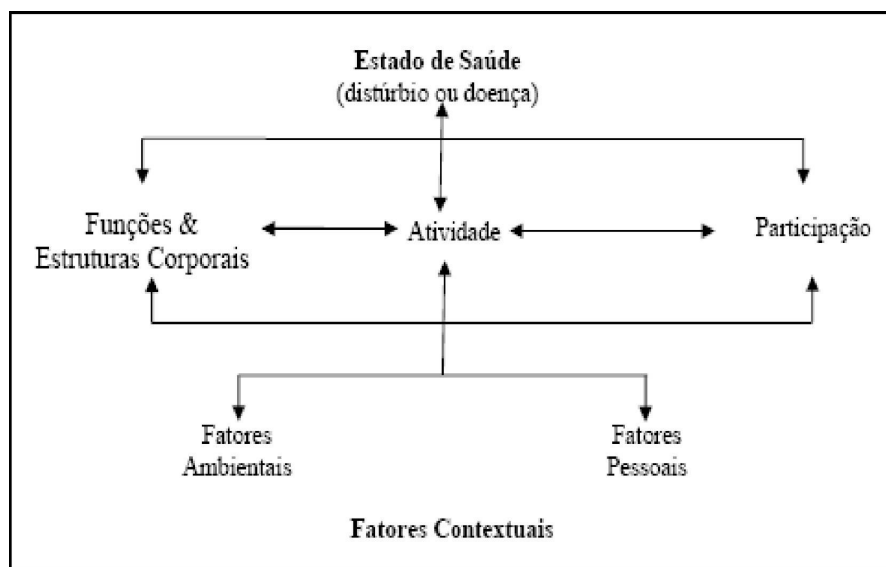 Estado de Saúde
(distúrbio ou doença)
Funções &
Estruturas Corporais
Atividade
Participação
Fatores
Ambientais
Fatores
Pessoais
Fatores Contextuais